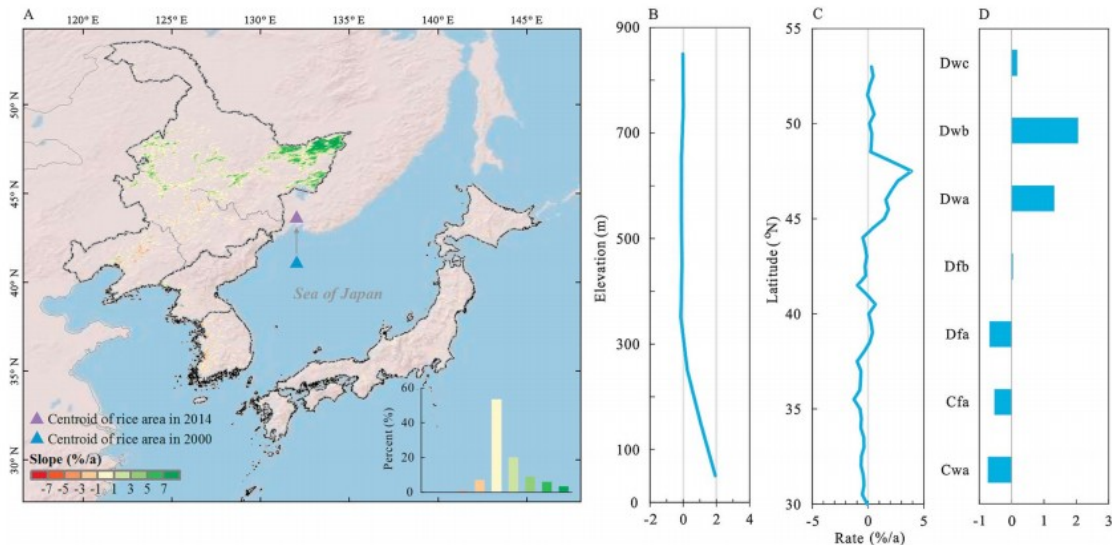 A
120° E
125° E
130° E
135° E
140° E
145° E
50° N
45° N
40° N
35° N
30° N
Sea of Japan
Centroid of rice area in 2014
Centroid of rice area in 2000
Slope (%/a)
-7 -5 -3 -1 1 3 5 7
Percent (%)
60
40
20
0
B
Elevation (m)
900
700
500
300
100
-2 0 2 4
C
Latitude (°N)
55
50
45
40
35
30
-5 0 5
Rate (%/a)
D
Dwc
Dwb
Dwa
Dfb
Dfa
Cfa
Cwa
-1 0 1 2 3